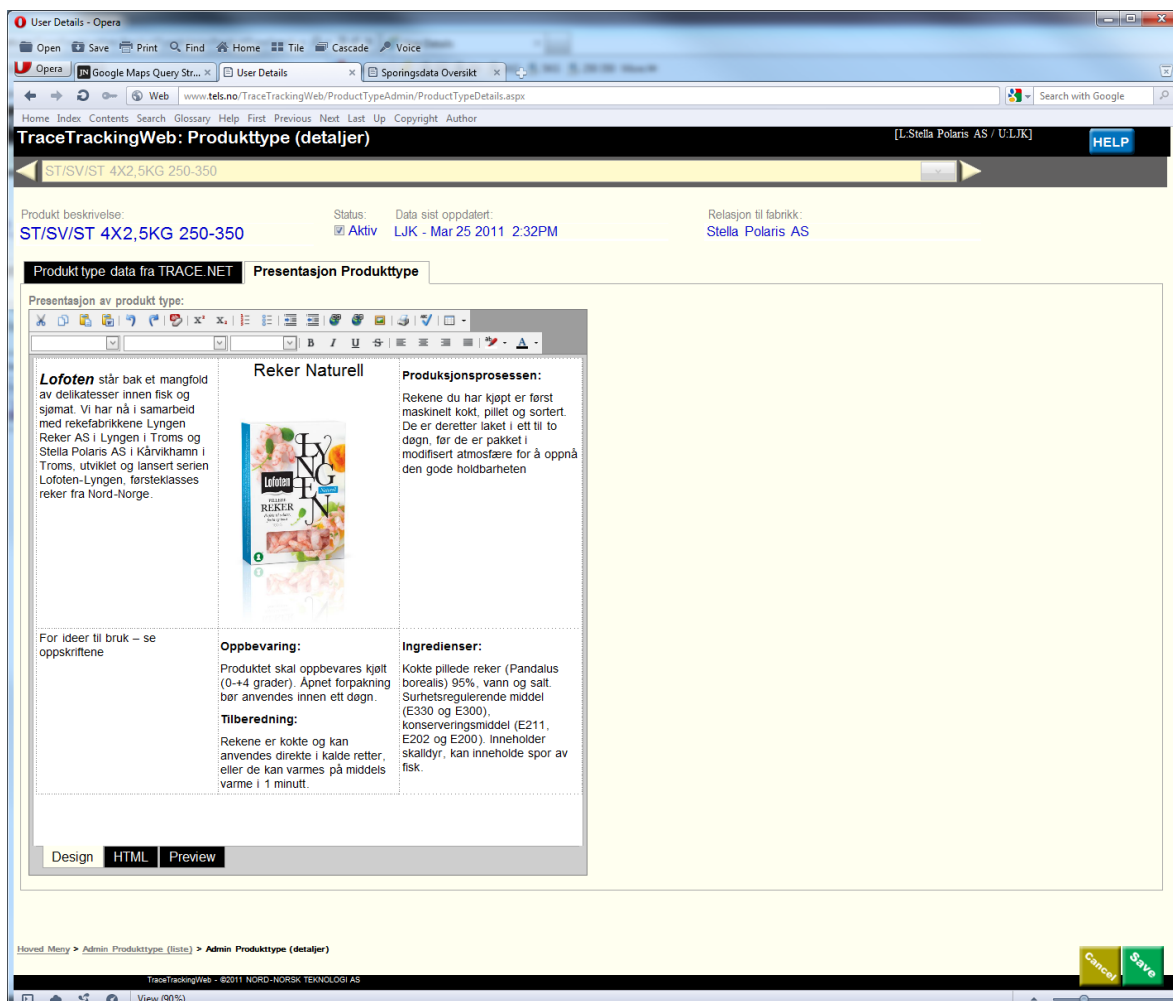 User Details - Opera
Open Save Print Find Home Tile Cascade Voice
Opera Google Maps Query Str... User Details Sporingsdata Oversikt
Web www.tels.no/TraceTrackingWeb/ProductTypeAdmin/ProductTypeDetails.aspx Search with Google
Home Index Contents Search Glossary Help First Previous Next Last Up Copyright Author
TraceTrackingWeb: Produkttype (detaljer) [L:Stella Polaris AS / U:LJK] HELP
ST/SV/ST 4X2,5KG 250-350
Produkt beskrivelse: Status: Data sist oppdatert: Relasjon til fabrikk:
ST/SV/ST 4X2,5KG 250-350 Aktiv LJK - Mar 25 2011 2:32PM Stella Polaris AS
Produkt type data fra TRACE.NET Presentasjon Produkttype
Presentasjon av produkt type:
B I U S A
Lofoten står bak et mangfold
av delikatesser innen fisk og
sjømat. Vi har nå i samarbeid
med rekefabrikkene Lyngen
Reker AS i Lyngen i Troms og
Stella Polaris AS i Kårvikhamn i
Troms, utviklet og lansert serien
Lofoten-Lyngen, førsteklasses
reker fra Nord-Norge.
Reker Naturell
LYNGEN
Lofoten
Naturell
PILLEDE
REKER
Produksjonsprosessen:
Rekene du har kjøpt er først
maskinelt kokt, pillet og sortert.
De er deretter laket i ett til to
døgn, før de er pakket i
modifisert atmosfære for å oppnå
den gode holdbarheten
For ideer til bruk – se
oppskriftene
Oppbevaring:
Produktet skal oppbevares kjølt
(0-+4 grader). Åpnet forpakning
bør anvendes innen ett døgn.
Tilberedning:
Rekene er kokte og kan
anvendes direkte i kalde retter,
eller de kan varmes på middels
varme i 1 minutt.
Ingredienser:
Kokte pillede reker (Pandalus
borealis) 95%, vann og salt.
Surhetsregulerende middel
(E330 og E300),
konserveringsmiddel (E211,
E202 og E200). Inneholder
skalldyr, kan inneholde spor av
fisk.
Design HTML Preview
Hoved Meny > Admin Produkttype (liste) > Admin Produkttype (detaljer)
Cancel Save
TraceTrackingWeb - ©2011 NORD-NORSK TEKNOLOGI AS
View (90%)